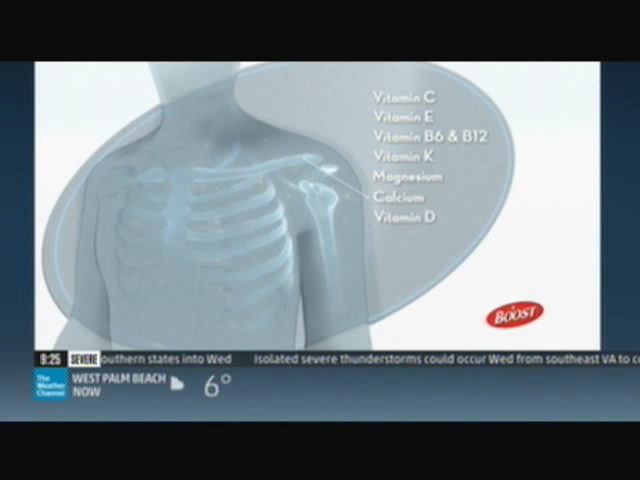 Vitamin C
Vitamin E
Vitamin B6 & B12
Vitamin K
Magnesium
Calcium
Vitamin D
BOOST
9:25 SEVERE outhern states into Wed Isolated severe thunderstorms could occur Wed from southeast VA to c
The Weather Channel
WEST PALM BEACH
NOW
6°